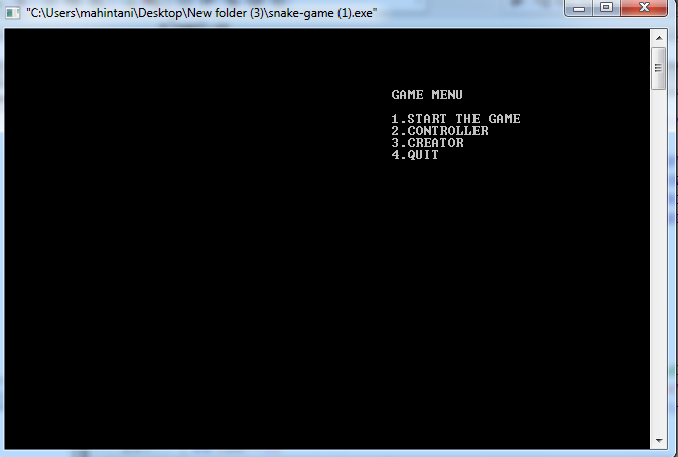 "C:\Users\mahintani\Desktop\New folder (3)\snake-game (1).exe"
GAME MENU
1.START THE GAME
2.CONTROLLER
3.CREATOR
4.QUIT